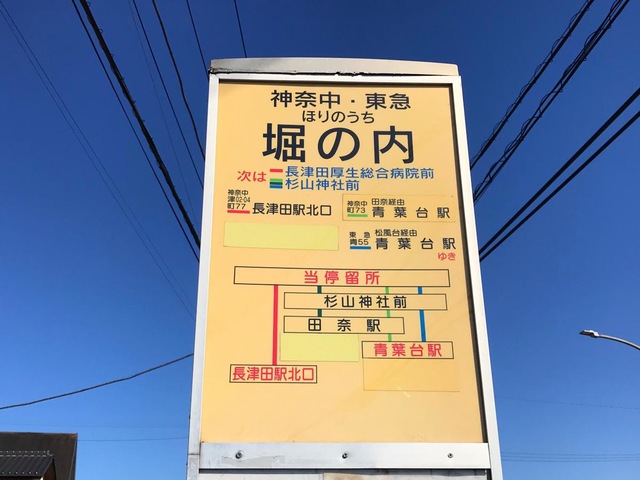 神奈中・東急
ほりのうち
堀の内
次は 長津田厚生総合病院前
杉山神社前
神奈中
津02・04
町77 長津田駅北口
神奈中 田奈経由
町73 青葉台駅
東急 松風台経由
青55 青葉台駅
ゆき
当停留所
杉山神社前
田奈駅
青葉台駅
長津田駅北口